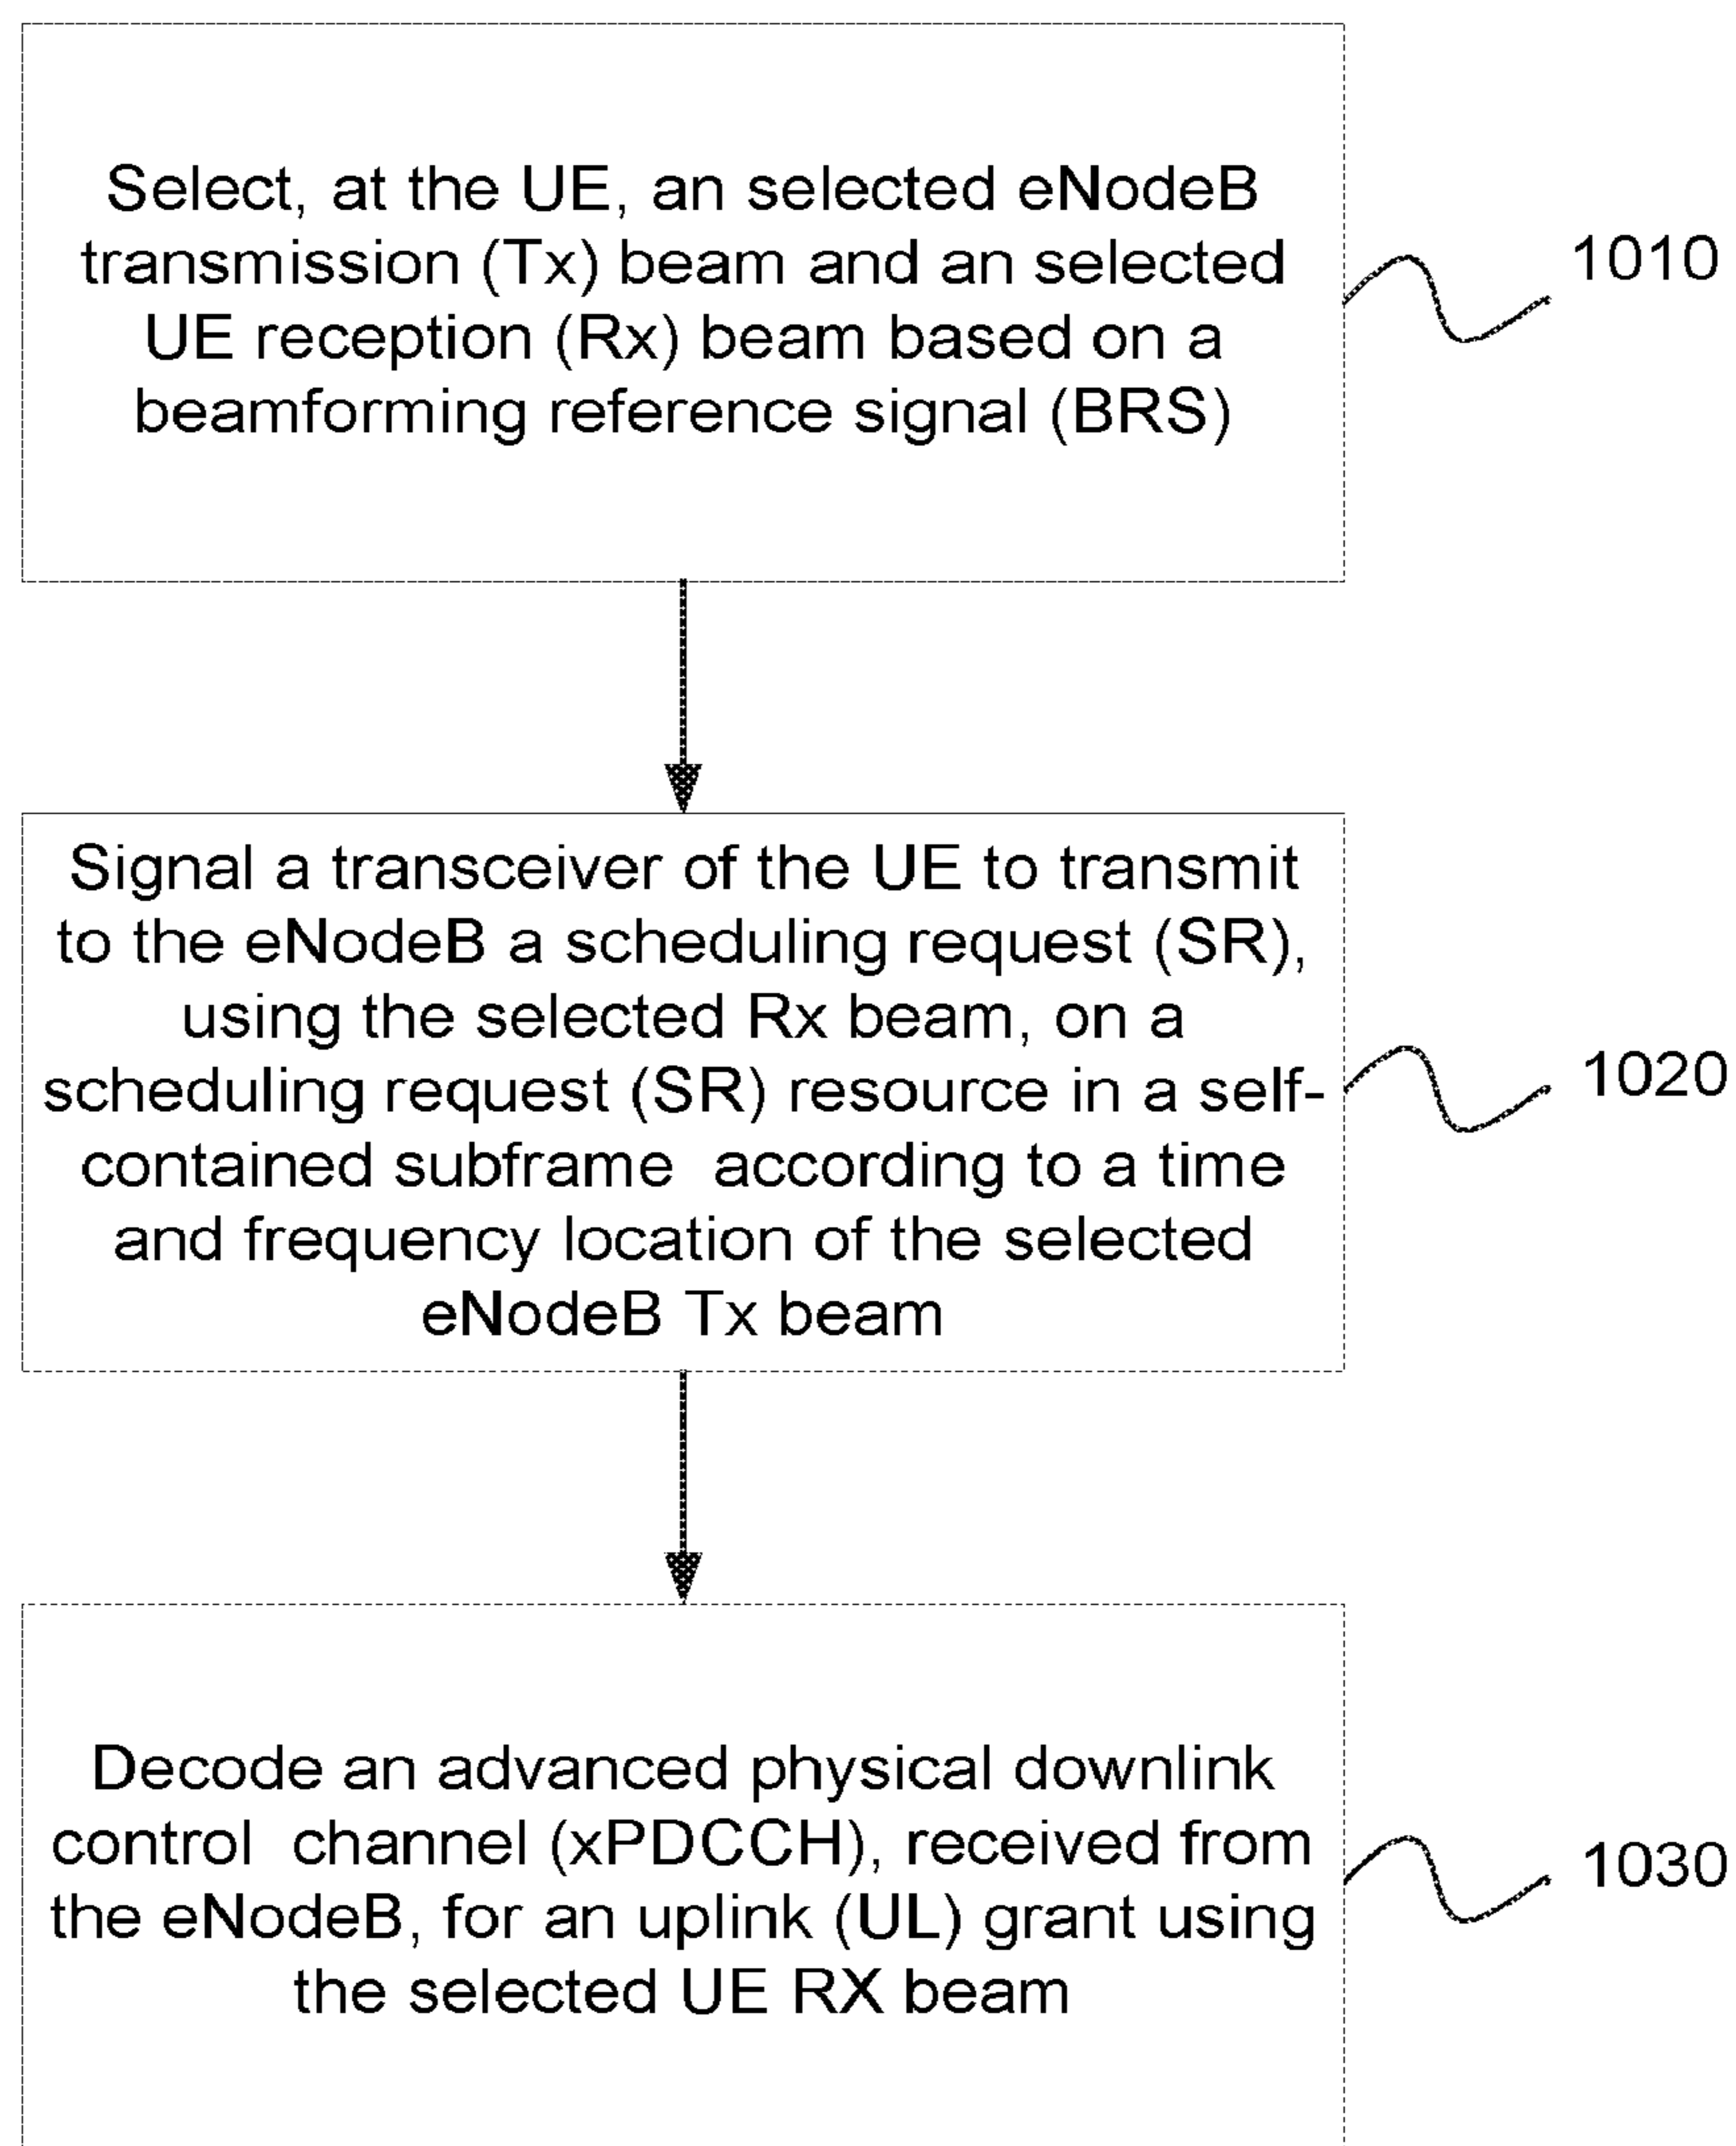 Select, at the UE, an selected eNodeB
transmission (Tx) beam and an selected
UE reception (Rx) beam based on a
beamforming reference signal (BRS)
1010
Signal a transceiver of the UE to transmit
to the eNodeB a scheduling request (SR),
using the selected Rx beam, on a
scheduling request (SR) resource in a self-
contained subframe according to a time
and frequency location of the selected
eNodeB Tx beam
1020
Decode an advanced physical downlink
control channel (xPDCCH), received from
the eNodeB, for an uplink (UL) grant using
the selected UE RX beam
1030